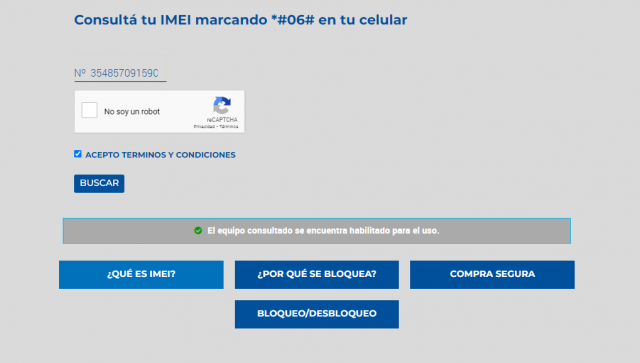 Consultá tu IMEI marcando *#06# en tu celular
Nº 35485709159C
No soy un robot
reCAPTCHA
Privacidad - Términos
ACEPTO TERMINOS Y CONDICIONES
BUSCAR
El equipo consultado se encuentra habilitado para el uso.
¿QUÉ ES IMEI?
¿POR QUÉ SE BLOQUEA?
COMPRA SEGURA
BLOQUEO/DESBLOQUEO